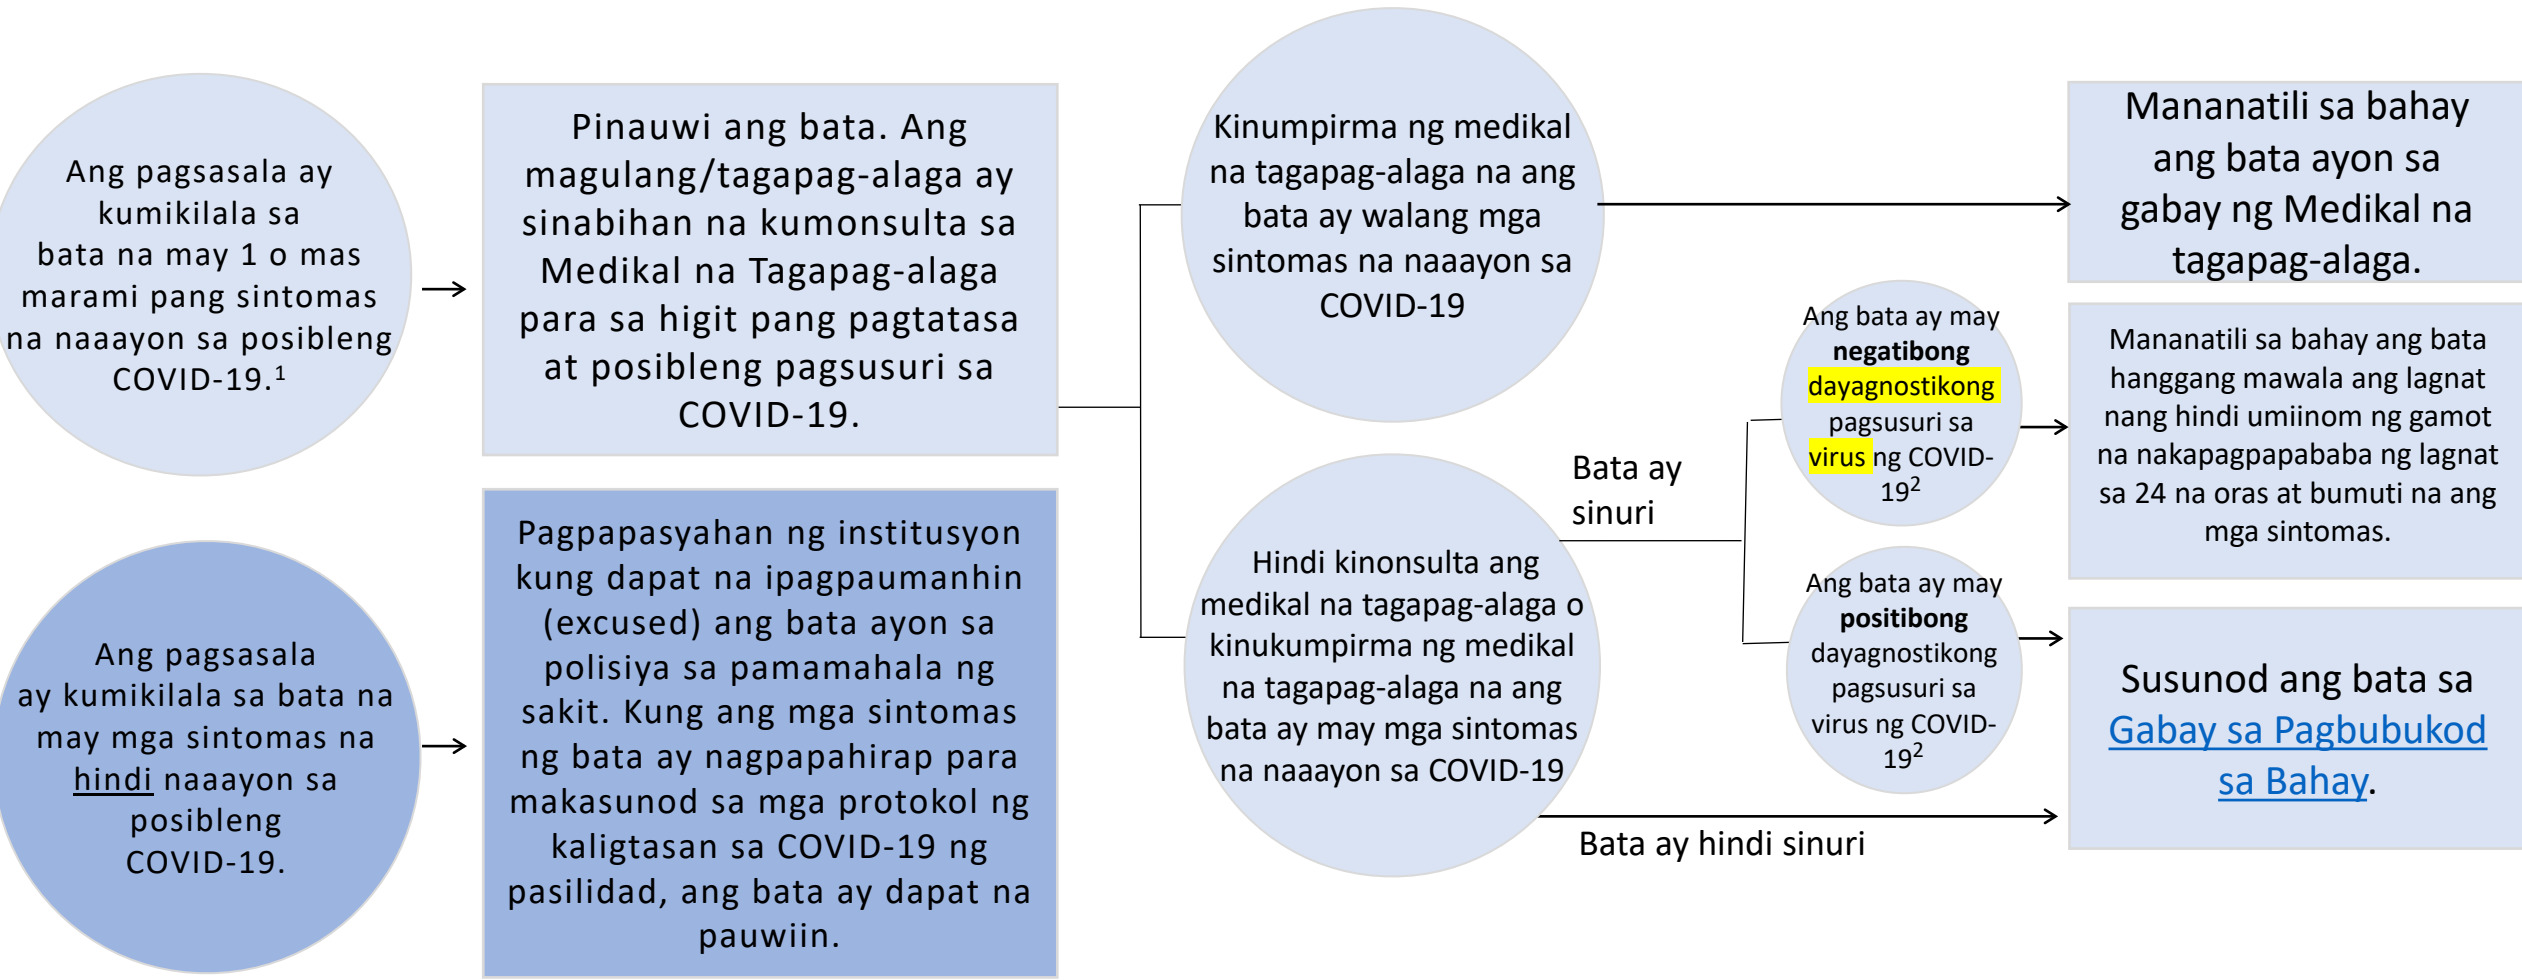 Ang pagsasala ay
kumikilala sa
bata na may 1 o mas
marami pang sintomas
na naaayon sa posibleng
COVID-19.1
Pinauwi ang bata. Ang
magulang/tagapag-alaga ay
sinabihan na kumonsulta sa
Medikal na Tagapag-alaga
para sa higit pang pagtatasa
at posibleng pagsusuri sa
COVID-19.
Kinumpirma ng medikal
na tagapag-alaga na ang
bata ay walang mga
sintomas na naaayon sa
COVID-19
Mananatili sa bahay
ang bata ayon sa
gabay ng Medikal na
tagapag-alaga.
Ang pagsasala
ay kumikilala sa bata na
may mga sintomas na
hindi naaayon sa
posibleng
COVID-19.
Pagpapasyahan ng institusyon
kung dapat na ipagpaumanhin
(excused) ang bata ayon sa
polisiya sa pamamahala ng
sakit. Kung ang mga sintomas
ng bata ay nagpapahirap para
makasunod sa mga protokol ng
kaligtasan sa COVID-19 ng
pasilidad, ang bata ay dapat na
pauwiin.
Hindi kinonsulta ang
medikal na tagapag-alaga o
kinukumpirma ng medikal
na tagapag-alaga na ang
bata ay may mga sintomas
na naaayon sa COVID-19
Bata ay
sinuri
Ang bata ay may
negatibong
dayagnostikong
pagsusuri sa
virus ng COVID-
192
Mananatili sa bahay ang bata
hanggang mawala ang lagnat
nang hindi umiinom ng gamot
na nakapagpapababa ng lagnat
sa 24 na oras at bumuti na ang
mga sintomas.
Ang bata ay may
positibong
dayagnostikong
pagsusuri sa
virus ng COVID-
192
Susunod ang bata sa
Gabay sa Pagbubukod
sa Bahay.
Bata ay hindi sinuri